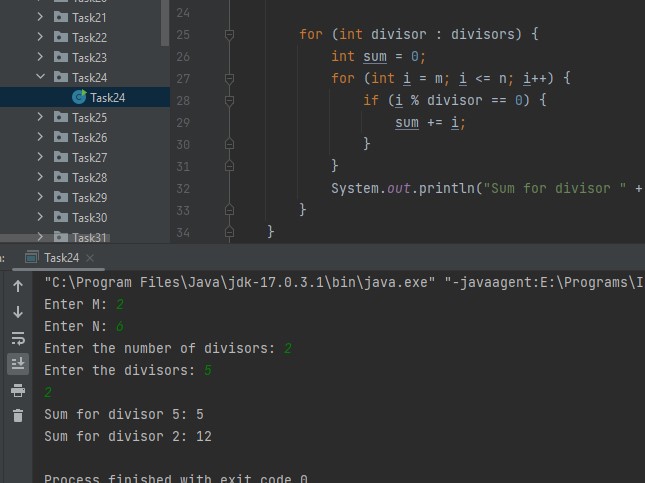 Task21
Task22
Task23
Task24
Task24
Task25
Task26
Task27
Task28
Task29
Task30
Task31
24
25 for (int divisor : divisors) {
26 int sum = 0;
27 for (int i = m; i <= n; i++) {
28 if (i % divisor == 0) {
29 sum += i;
30 }
31 }
32 System.out.println("Sum for divisor " +
33 }
34 }
Task24
"C:\Program Files\Java\jdk-17.0.3.1\bin\java.exe" "-javaagent:E:\Programs\I
Enter M: 2
Enter N: 6
Enter the number of divisors: 2
Enter the divisors: 5
2
Sum for divisor 5: 5
Sum for divisor 2: 12
Process finished with exit code 0